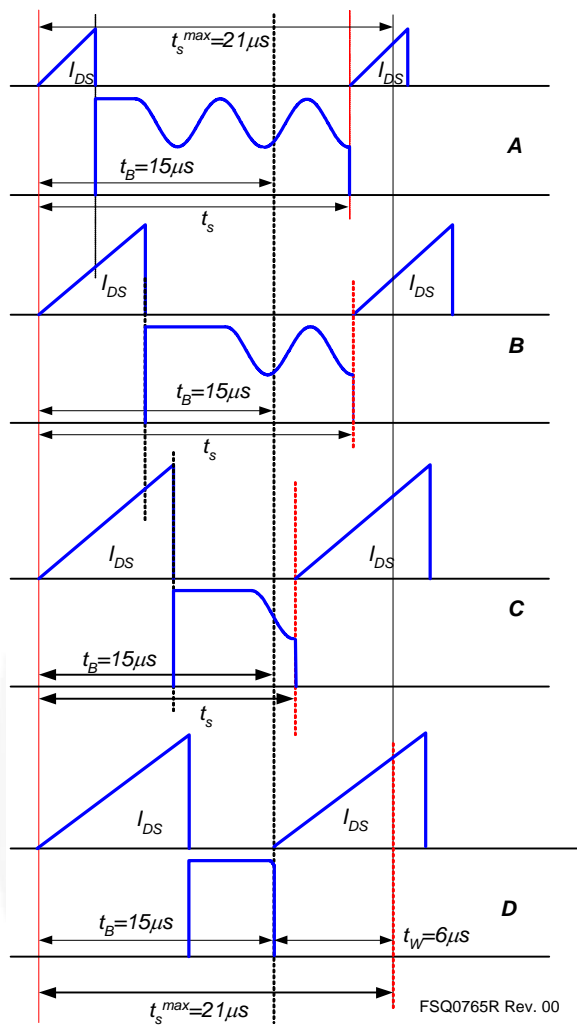 t_s^max=21μs
I_DS
I_DS
A
t_B=15μs
t_s
I_DS
I_DS
B
t_B=15μs
t_s
I_DS
I_DS
C
t_B=15μs
t_s
I_DS
I_DS
D
t_B=15μs
t_W=6μs
t_s^max=21μs
FSQ0765R Rev. 00